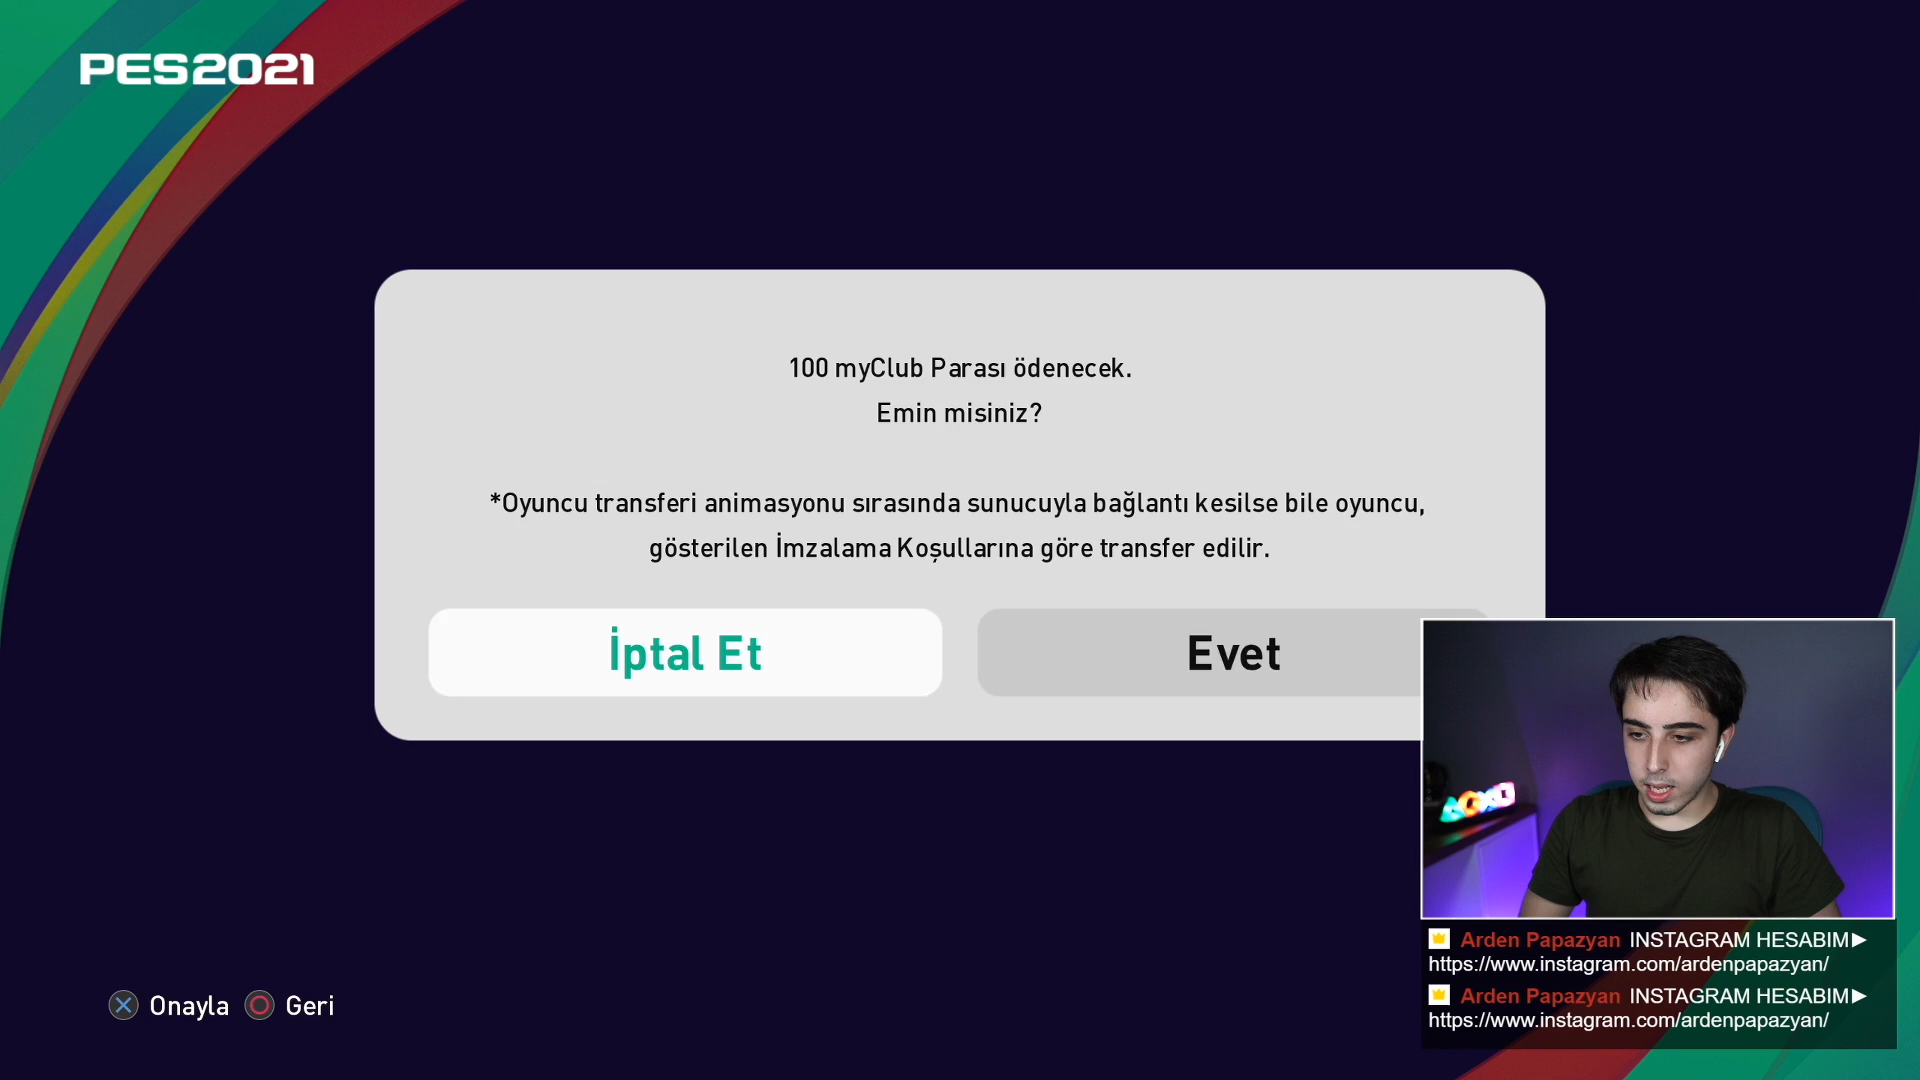 PES2021
100 myClub Parası ödenecek.
Emin misiniz?
*Oyuncu transferi animasyonu sırasında sunucuyla bağlantı kesilse bile oyuncu,
gösterilen İmzalama Koşullarına göre transfer edilir.
İptal Et
Evet
Onayla
Geri
Arden Papazyan INSTAGRAM HESABIM▶
https://www.instagram.com/ardenpapazyan/
Arden Papazyan INSTAGRAM HESABIM▶
https://www.instagram.com/ardenpapazyan/